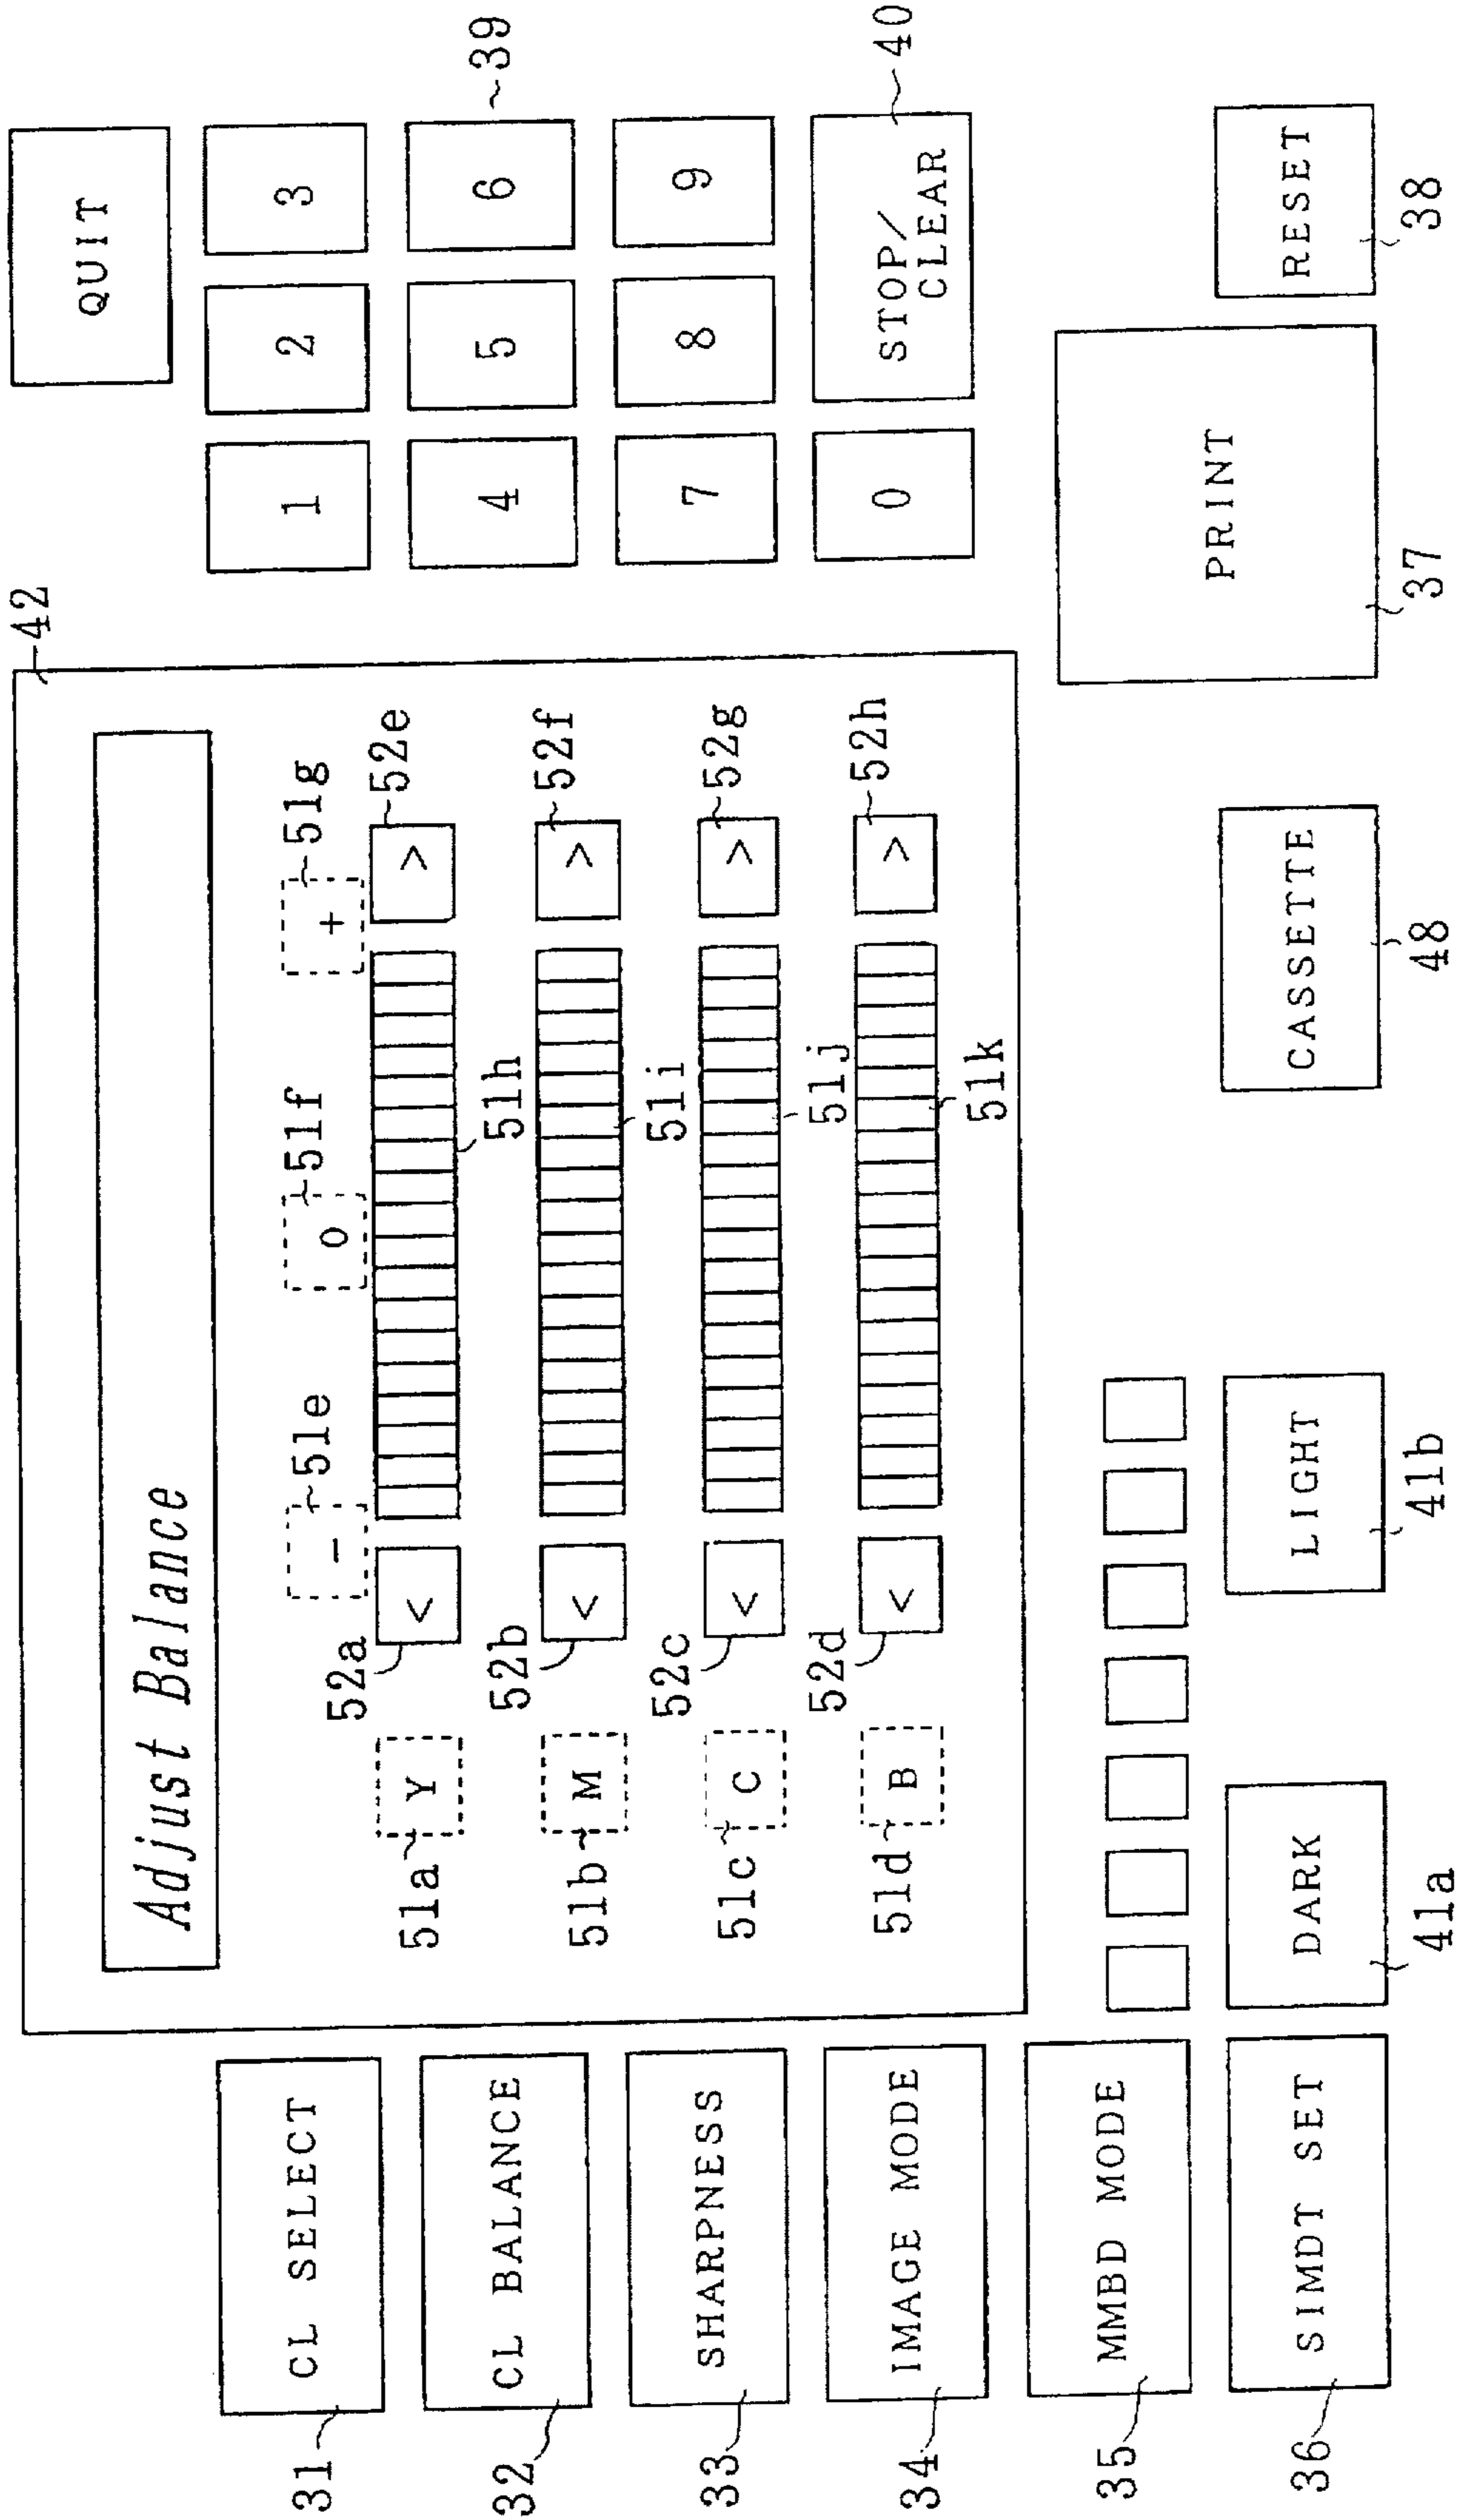 42
Adjust Balance
QUIT
51e 51f 51g
- 0 +
31 CL SELECT
51a Y 52a < 51h > 52e
1 2 3
32 CL BALANCE
51b M 52b < 51i > 52f
4 5 6 39
33 SHARPNESS
51c C 52c < 51j > 52g
7 8 9
34 IMAGE MODE
51d B 52d < 51k > 52h
0 STOP/
CLEAR 40
35 MMBD MODE
36 SIMDT SET
DARK LIGHT CASSETTE PRINT RESET
41a 41b 48 37 38